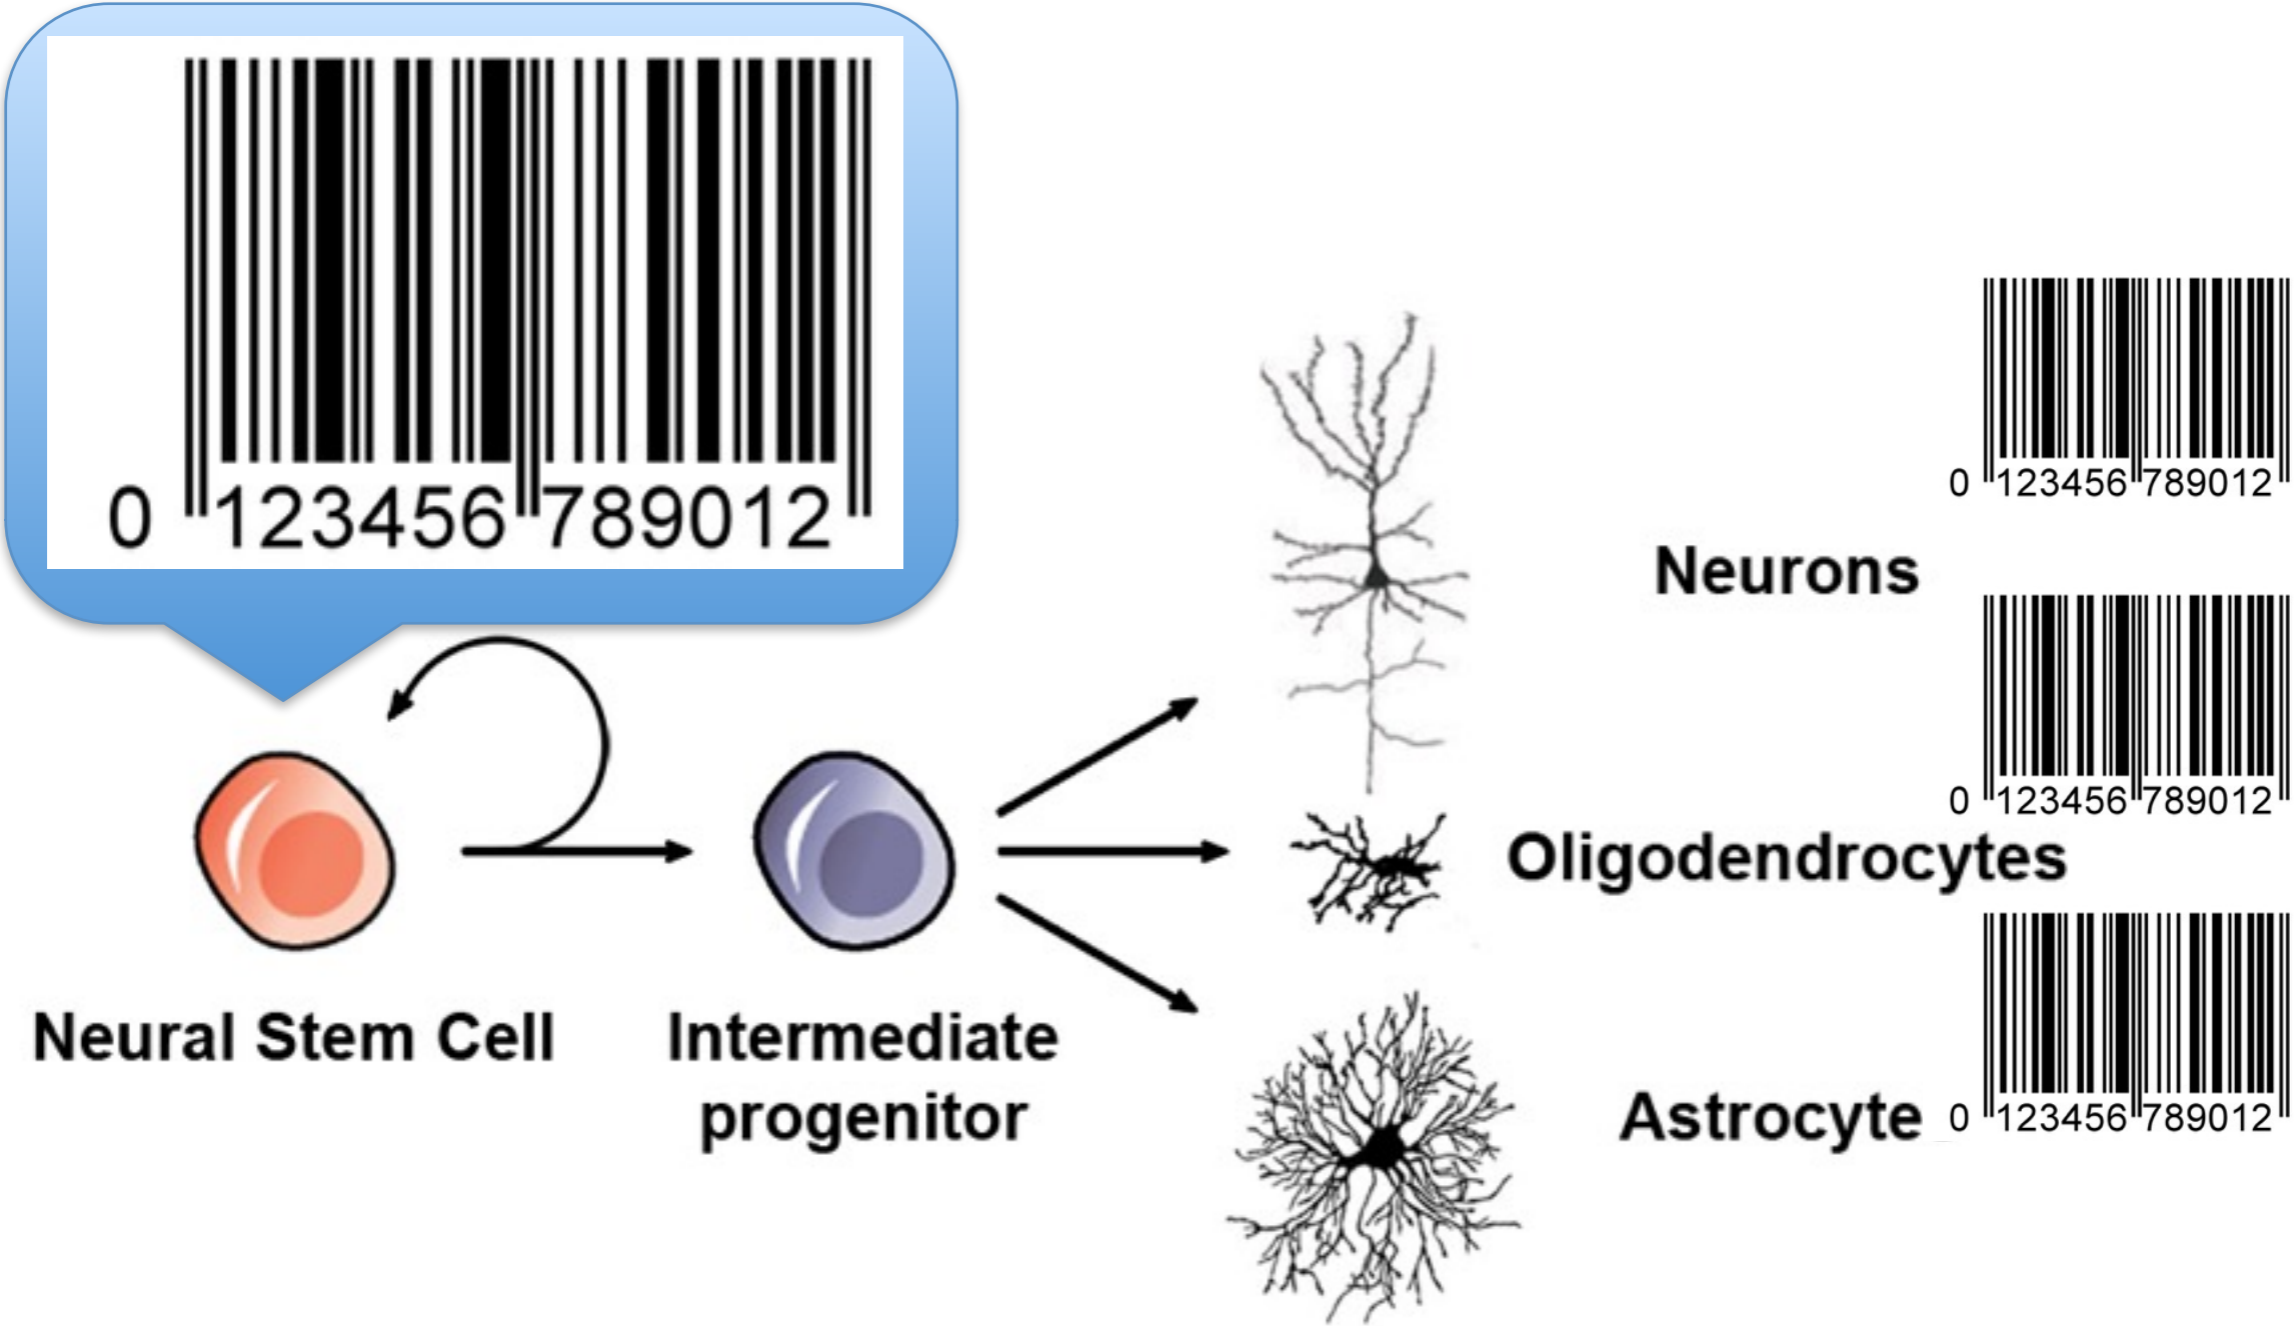 0 123456 789012
0 123456 789012
Neurons
0 123456 789012
Oligodendrocytes
Neural Stem Cell
Intermediate
progenitor
Astrocyte
0 123456 789012